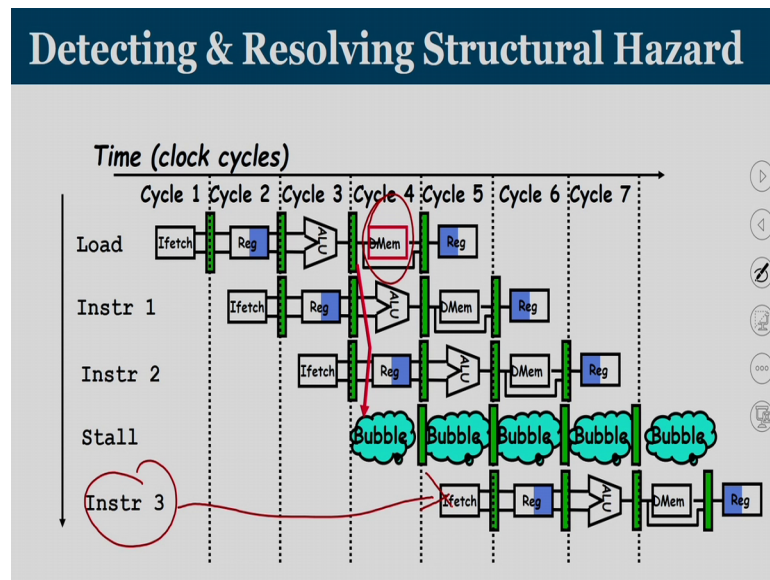 Detecting & Resolving Structural Hazard
Time (clock cycles)
Cycle 1 Cycle 2 Cycle 3 Cycle 4 Cycle 5 Cycle 6 Cycle 7
Load Ifetch Reg ALU DMem Reg
Instr 1 Ifetch Reg ALU DMem Reg
Instr 2 Ifetch Reg ALU DMem Reg
Stall Bubble Bubble Bubble Bubble Bubble
Instr 3 Ifetch Reg ALU DMem Reg